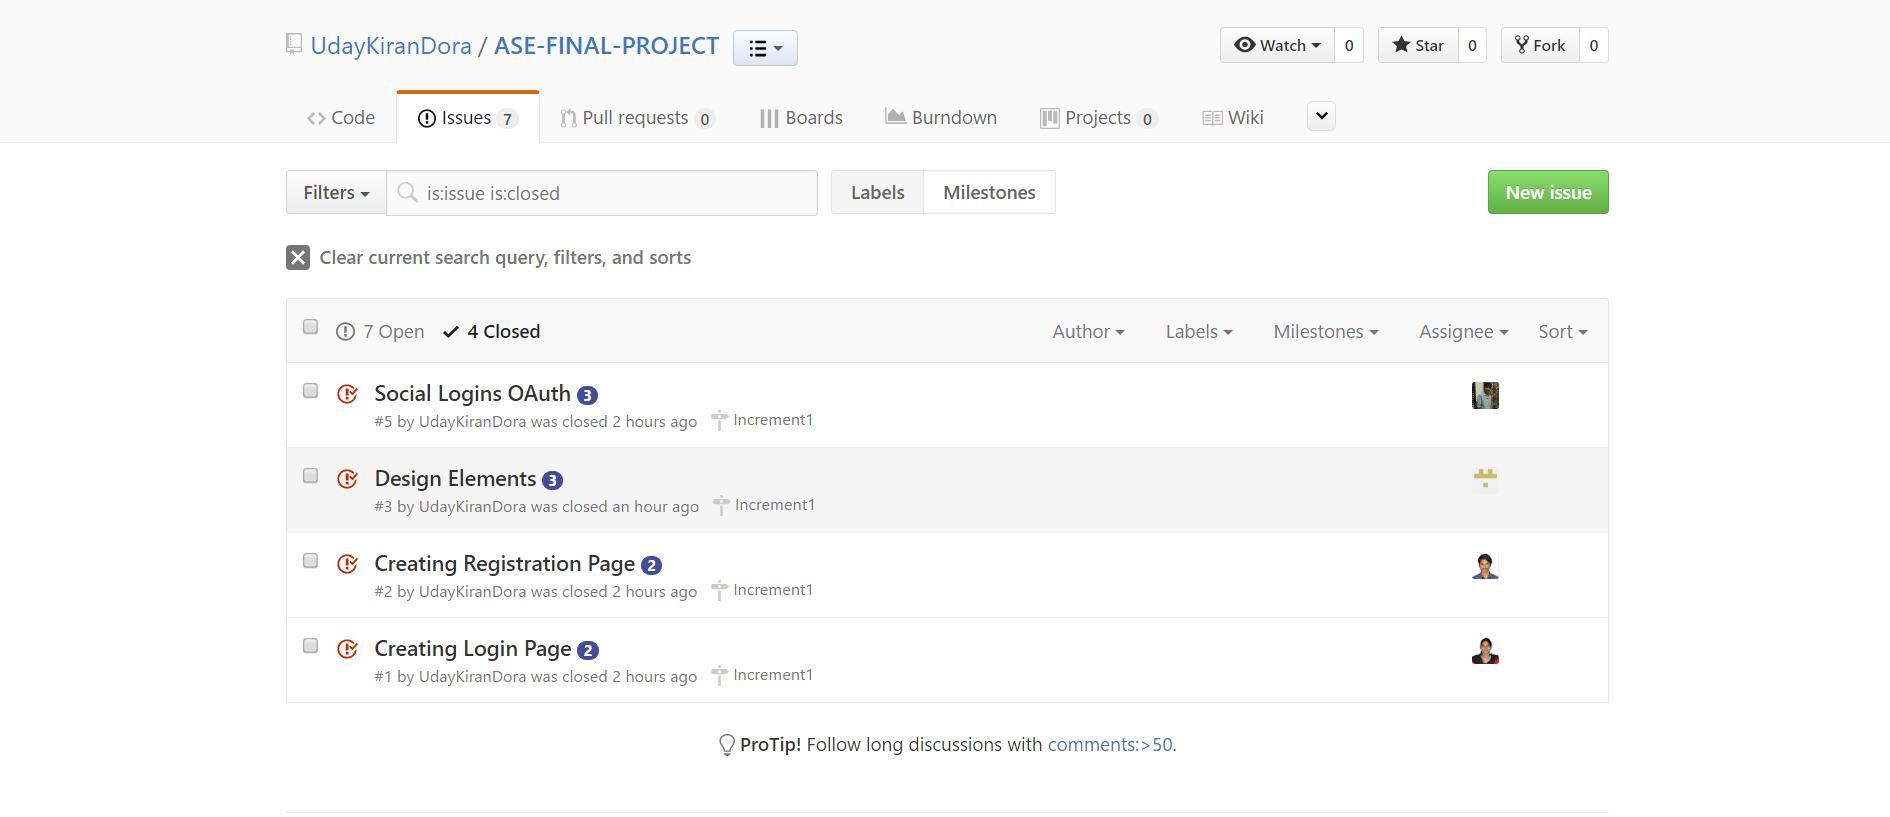 UdayKiranDora / ASE-FINAL-PROJECT
Watch 0 Star 0 Fork 0
Code Issues 7 Pull requests 0 Boards Burndown Projects 0 Wiki
Filters is:issue is:closed Labels Milestones New issue
Clear current search query, filters, and sorts
7 Open 4 Closed Author Labels Milestones Assignee Sort
Social Logins OAuth 3
#5 by UdayKiranDora was closed 2 hours ago Increment1
Design Elements 3
#3 by UdayKiranDora was closed an hour ago Increment1
Creating Registration Page 2
#2 by UdayKiranDora was closed 2 hours ago Increment1
Creating Login Page 2
#1 by UdayKiranDora was closed 2 hours ago Increment1
ProTip! Follow long discussions with comments:>50.